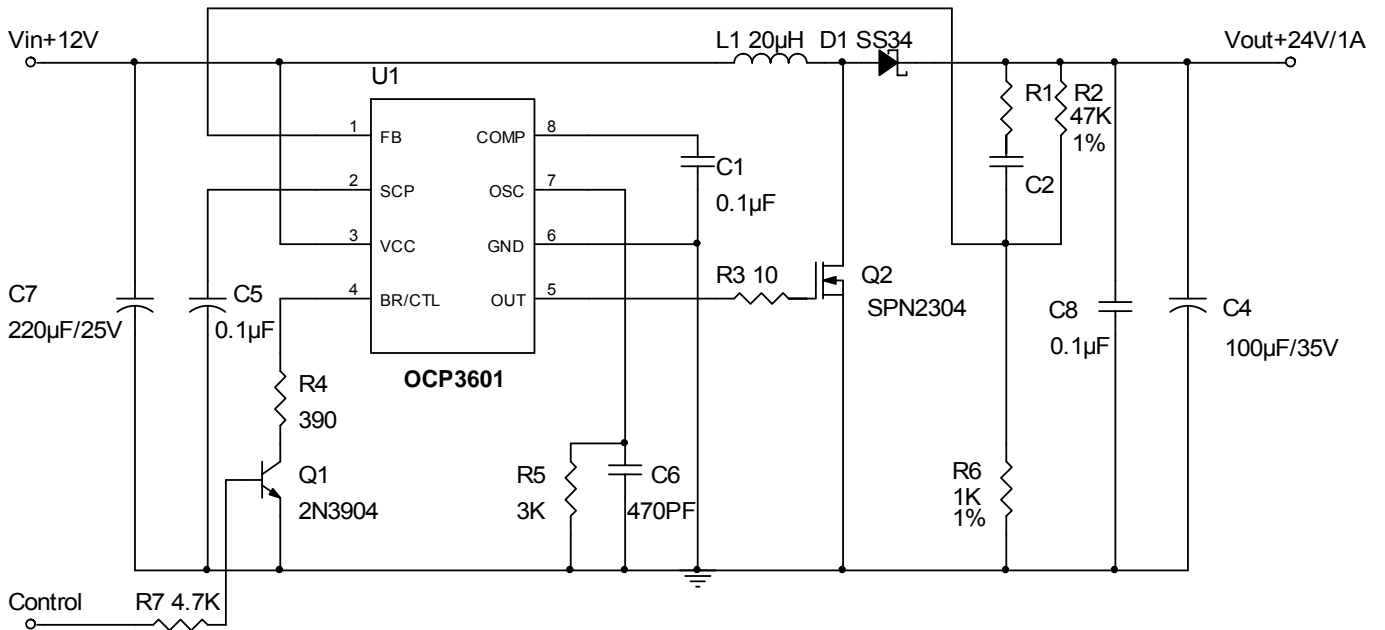 Vin+12V
L1 20µH
D1 SS34
Vout+24V/1A
U1
R1
R2
47K
1%
1
FB
COMP
8
C1
0.1µF
C2
2
SCP
OSC
7
3
VCC
GND
6
R3 10
Q2
SPN2304
4
BR/CTL
OUT
5
C7
220µF/25V
C5
0.1µF
C8
0.1µF
C4
100µF/35V
OCP3601
R4
390
Q1
2N3904
R5
3K
C6
470PF
R6
1K
1%
Control
R7 4.7K